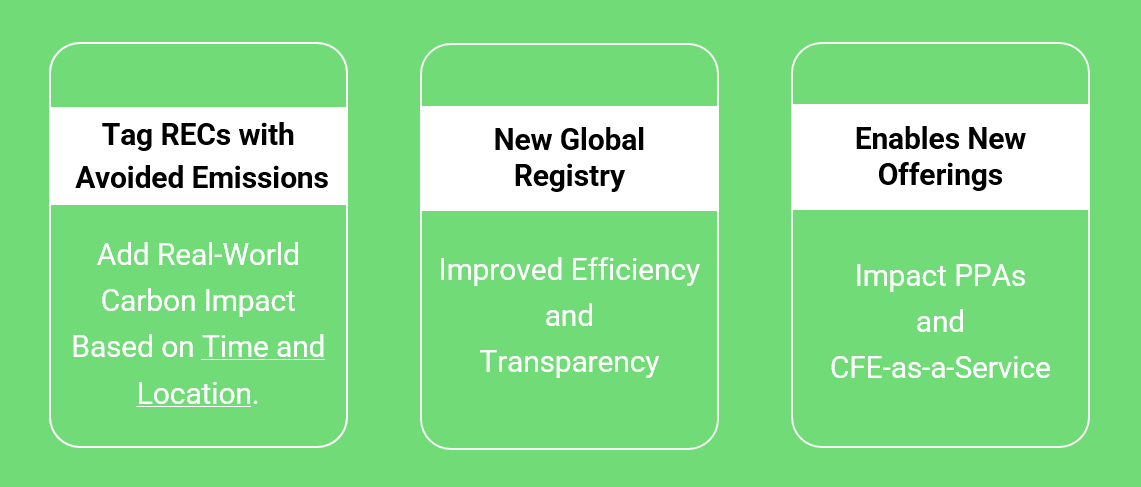 Tag RECs with
Avoided Emissions
Add Real-World
Carbon Impact
Based on Time and
Location.
New Global
Registry
Improved Efficiency
and
Transparency
Enables New
Offerings
Impact PPAs
and
CFE-as-a-Service